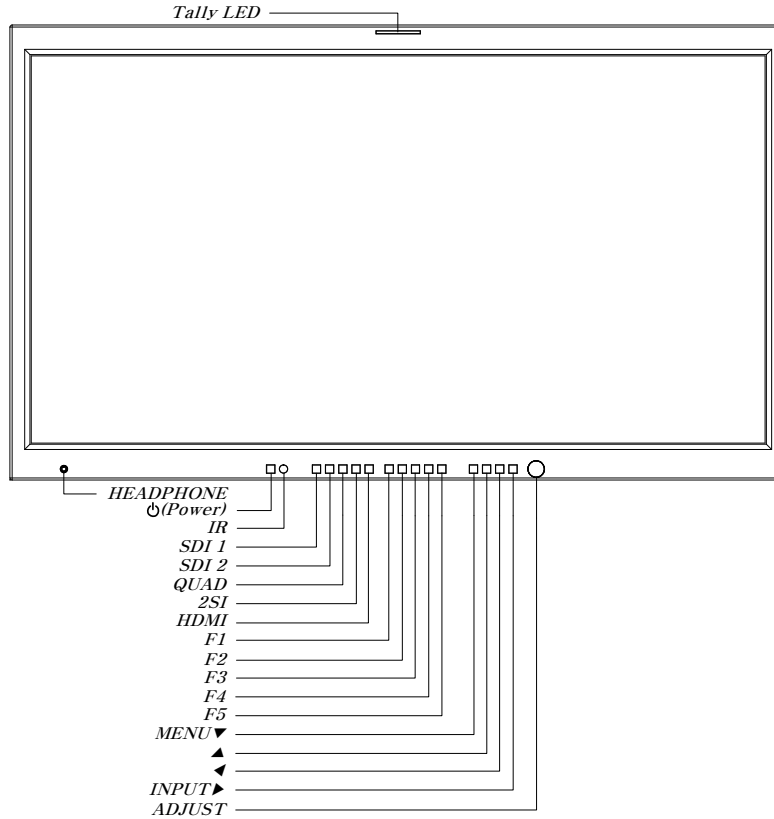 Tally LED
HEADPHONE
⏻(Power)
IR
SDI 1
SDI 2
QUAD
2SI
HDMI
F1
F2
F3
F4
F5
MENU▼
▲
◀
INPUT▶
ADJUST